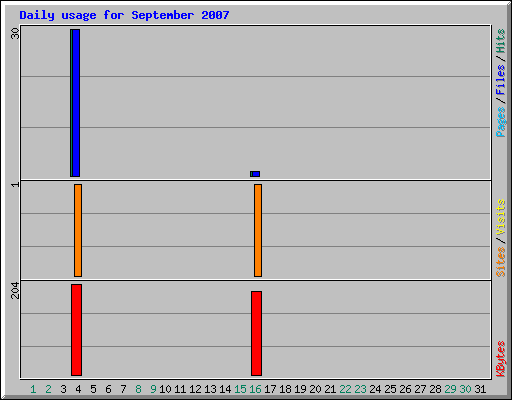 Daily usage for September 2007
30
Pages/Files/Hits
1
Sites/Visits
204
KBytes
1 2 3 4 5 6 7 8 9 10 11 12 13 14 15 16 17 18 19 20 21 22 23 24 25 26 27 28 29 30 31